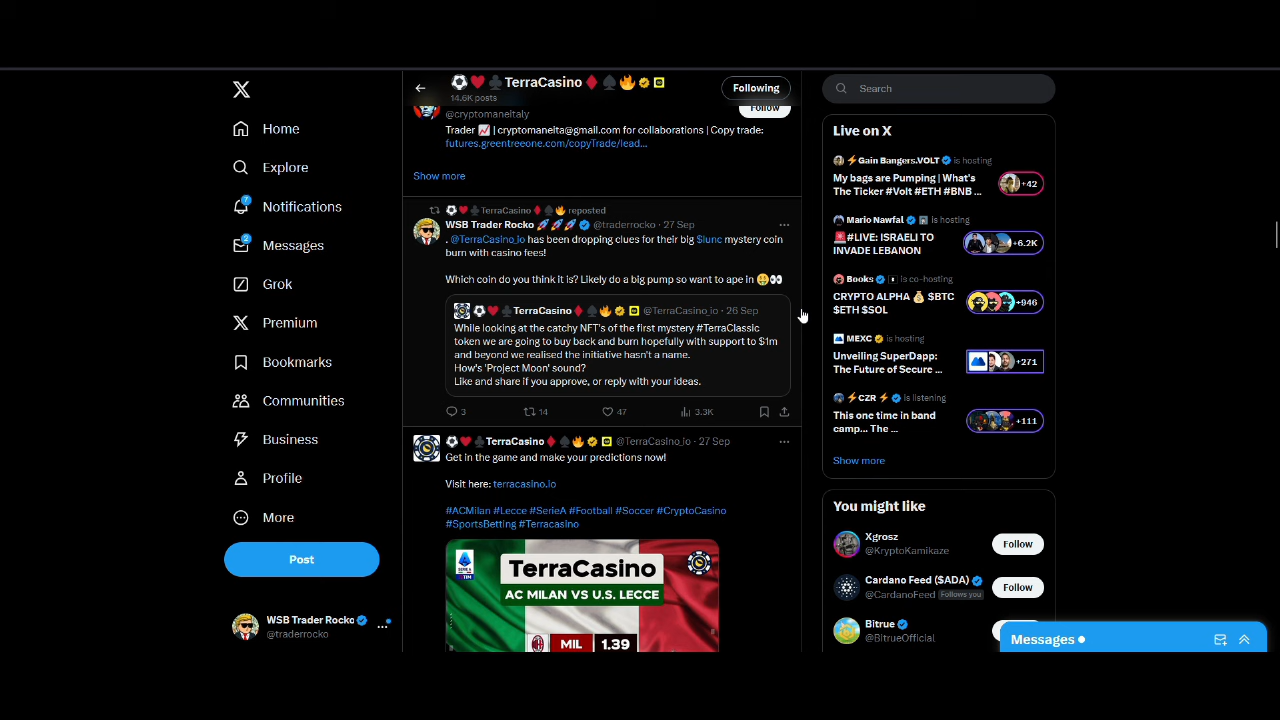 Home
Explore
7
Notifications
2
Messages
Grok
Premium
Bookmarks
Communities
Business
Profile
More
Post
WSB Trader Rocko
@traderrocko
TerraCasino
14.6K posts
Following
Follow
@cryptomaneitaly
Trader 📈 | cryptomaneita@gmail.com for collaborations | Copy trade:
futures.greentreeone.com/copyTrade/lead...
Show more
⚽♥️♣️TerraCasino♦️♠️🔥 reposted
WSB Trader Rocko 🚀🚀🚀 @traderrocko · 27 Sep
. @TerraCasino_io has been dropping clues for their big $lunc mystery coin
burn with casino fees!
Which coin do you think it is? Likely do a big pump so want to ape in 🤑👀
⚽♥️♣️TerraCasino♦️♠️🔥 @TerraCasino_io · 26 Sep
While looking at the catchy NFT's of the first mystery #TerraClassic
token we are going to buy back and burn hopefully with support to $1m
and beyond we realised the initiative hasn't a name.
How's 'Project Moon' sound?
Like and share if you approve, or reply with your ideas.
3 14 47 3.3K
⚽♥️♣️TerraCasino♦️♠️🔥 @TerraCasino_io · 27 Sep
Get in the game and make your predictions now!
Visit here: terracasino.io
#ACMilan #Lecce #SerieA #Football #Soccer #CryptoCasino
#SportsBetting #Terracasino
TerraCasino
AC MILAN VS U.S. LECCE
MIL 1.39
Search
Live on X
⚡Gain Bangers.VOLT is hosting
My bags are Pumping | What's
The Ticker #Volt #ETH #BNB ...
+42
Mario Nawfal is hosting
🚨#LIVE: ISRAELI TO
INVADE LEBANON
+6.2K
Books is co-hosting
CRYPTO ALPHA 💰 $BTC
$ETH $SOL
+946
MEXC is hosting
Unveiling SuperDapp:
The Future of Secure ...
+271
⚡CZR⚡ is listening
This one time in band
camp... The ...
+111
Show more
You might like
Xgrosz
@KryptoKamikaze
Follow
Cardano Feed ($ADA)
@CardanoFeed Follows you
Follow
Bitrue
@BitrueOfficial
Messages